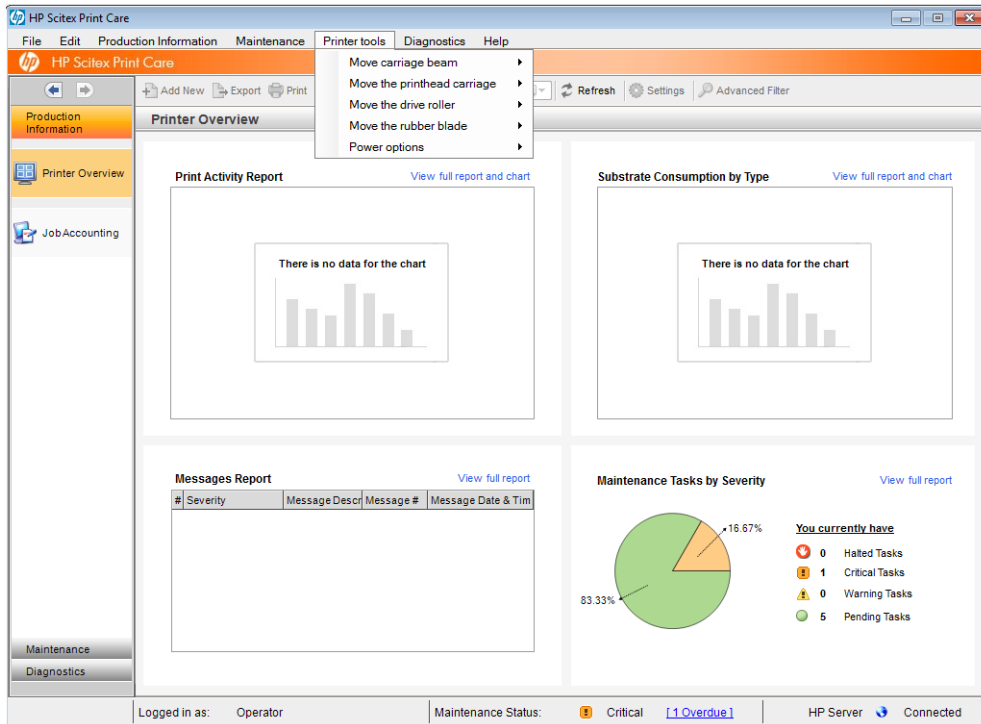 HP Scitex Print Care
File Edit Production Information Maintenance Printer tools Diagnostics Help
hp HP Scitex Print Care
Move carriage beam
Move the printhead carriage
Move the drive roller
Move the rubber blade
Power options
Add New Export Print Refresh Settings Advanced Filter
Production
Information
Printer Overview
Printer Overview
Job Accounting
Print Activity Report View full report and chart
There is no data for the chart
Substrate Consumption by Type View full report and chart
There is no data for the chart
Messages Report View full report
# Severity Message Descr Message # Message Date & Tim
Maintenance Tasks by Severity View full report
16.67%
83.33%
You currently have
0 Halted Tasks
1 Critical Tasks
0 Warning Tasks
5 Pending Tasks
Maintenance
Diagnostics
Logged in as: Operator Maintenance Status: Critical [ 1 Overdue ] HP Server Connected